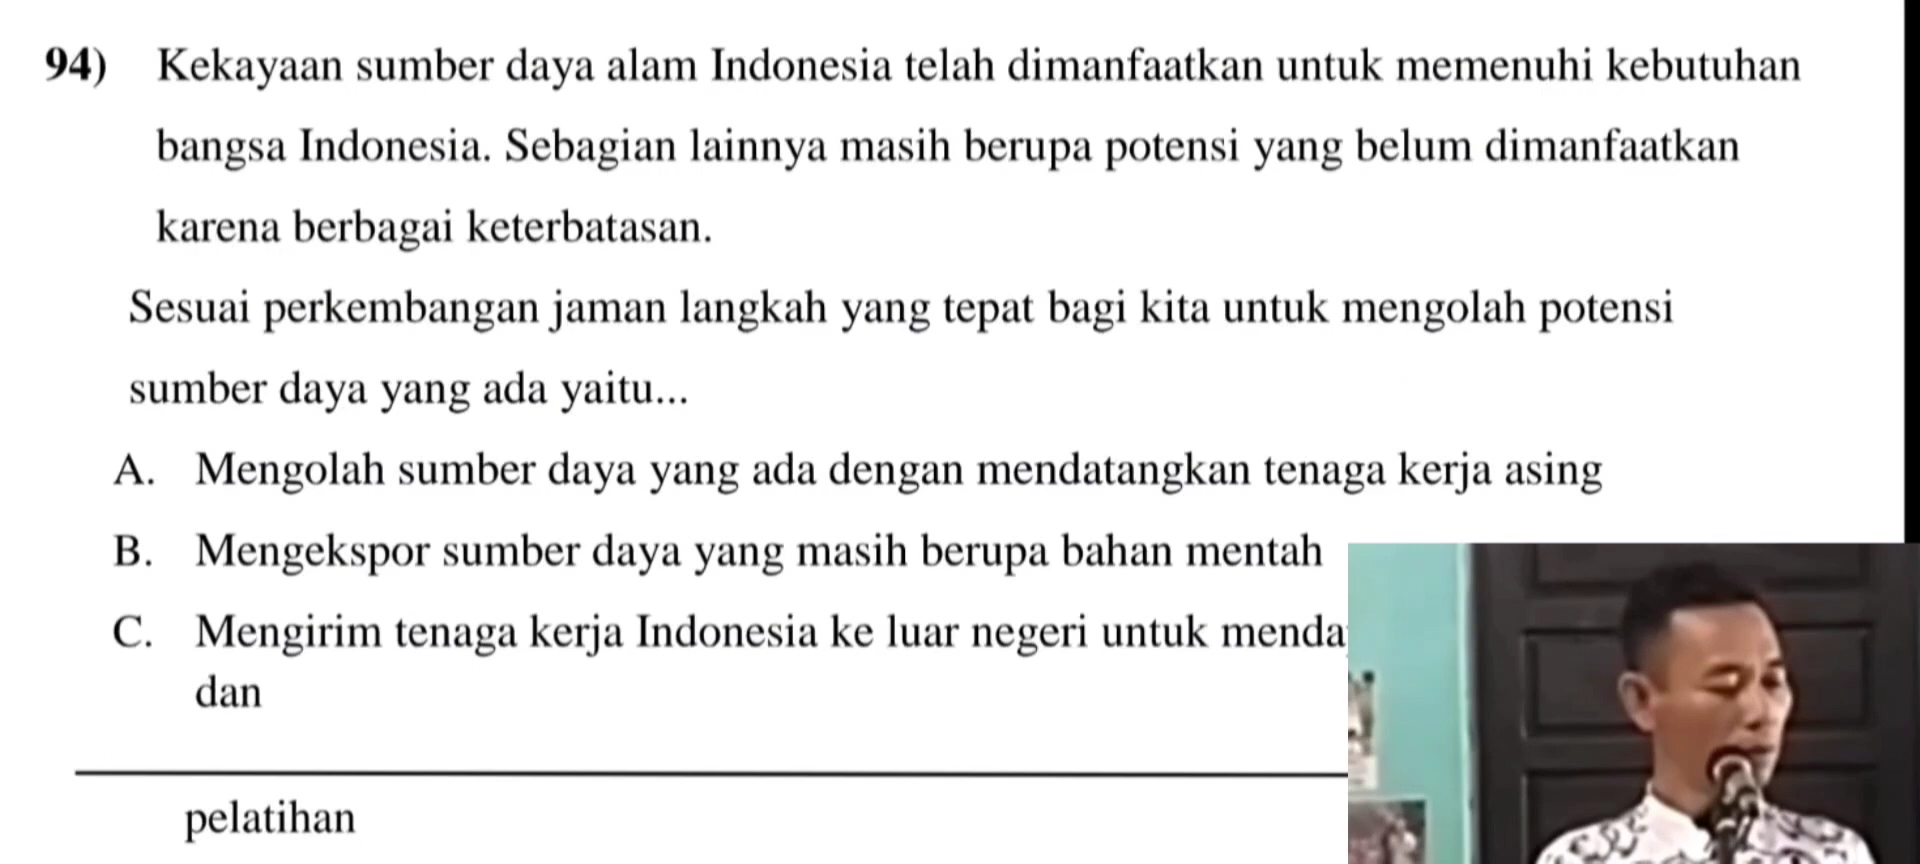 94) Kekayaan sumber daya alam Indonesia telah dimanfaatkan untuk memenuhi kebutuhan
bangsa Indonesia. Sebagian lainnya masih berupa potensi yang belum dimanfaatkan
karena berbagai keterbatasan.
Sesuai perkembangan jaman langkah yang tepat bagi kita untuk mengolah potensi
sumber daya yang ada yaitu...
A. Mengolah sumber daya yang ada dengan mendatangkan tenaga kerja asing
B. Mengekspor sumber daya yang masih berupa bahan mentah
C. Mengirim tenaga kerja Indonesia ke luar negeri untuk
dan
pelatihan